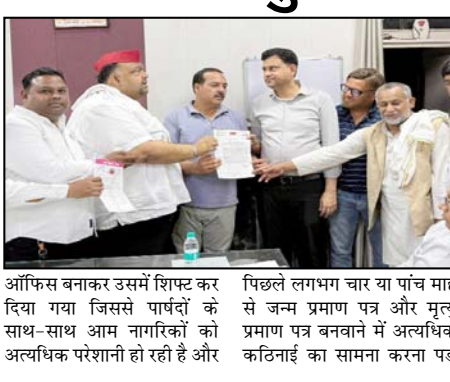 ऑफिस बनाकर उसमें शिफ्ट कर
दिया गया जिससे पार्षदों के
साथ-साथ आम नागरिकों को
अत्यधिक परेशानी हो रही है और
पिछले लगभग चार या पांच माह
से जन्म प्रमाण पत्र और मृत्यु
प्रमाण पत्र बनवाने में अत्यधिक
कठिनाई का सामना करना पड़